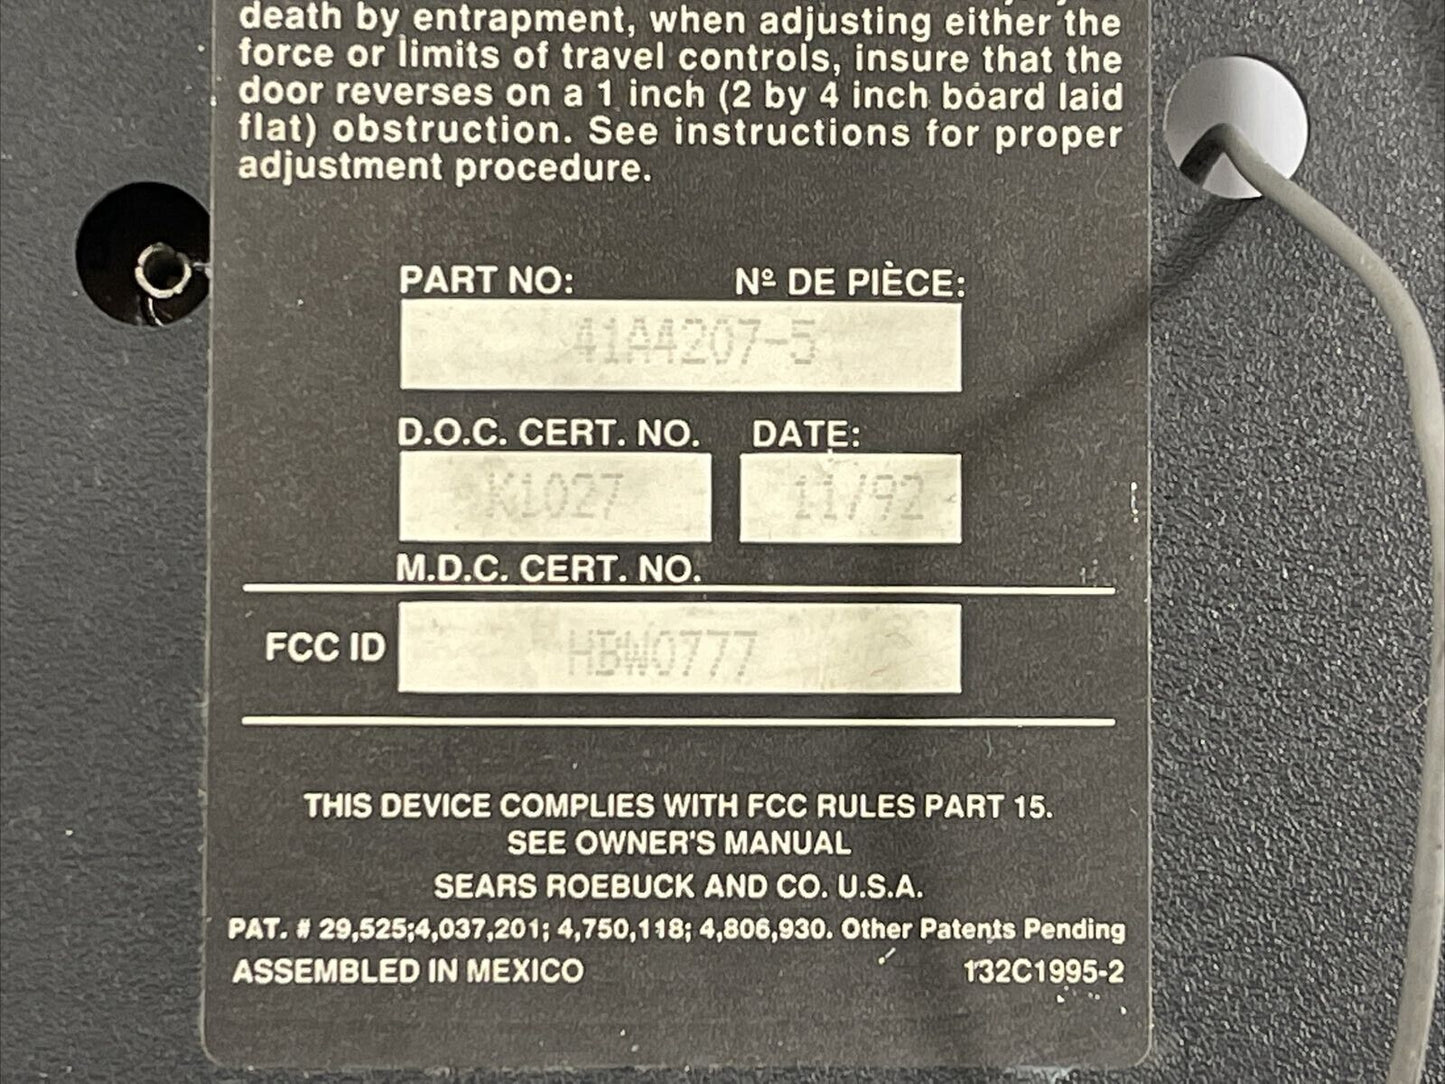 death by entrapment, when adjusting either the
force or limits of travel controls, insure that the
door reverses on a 1 inch (2 by 4 inch board laid
flat) obstruction. See instructions for proper
adjustment procedure.
PART NO: Nº DE PIÈCE:
41A4207-5
D.O.C. CERT. NO. DATE:
K1027 11/92
M.D.C. CERT. NO.
FCC ID HBW0777
THIS DEVICE COMPLIES WITH FCC RULES PART 15.
SEE OWNER'S MANUAL
SEARS ROEBUCK AND CO. U.S.A.
PAT. # 29,525;4,037,201; 4,750,118; 4,806,930. Other Patents Pending
ASSEMBLED IN MEXICO 132C1995-2